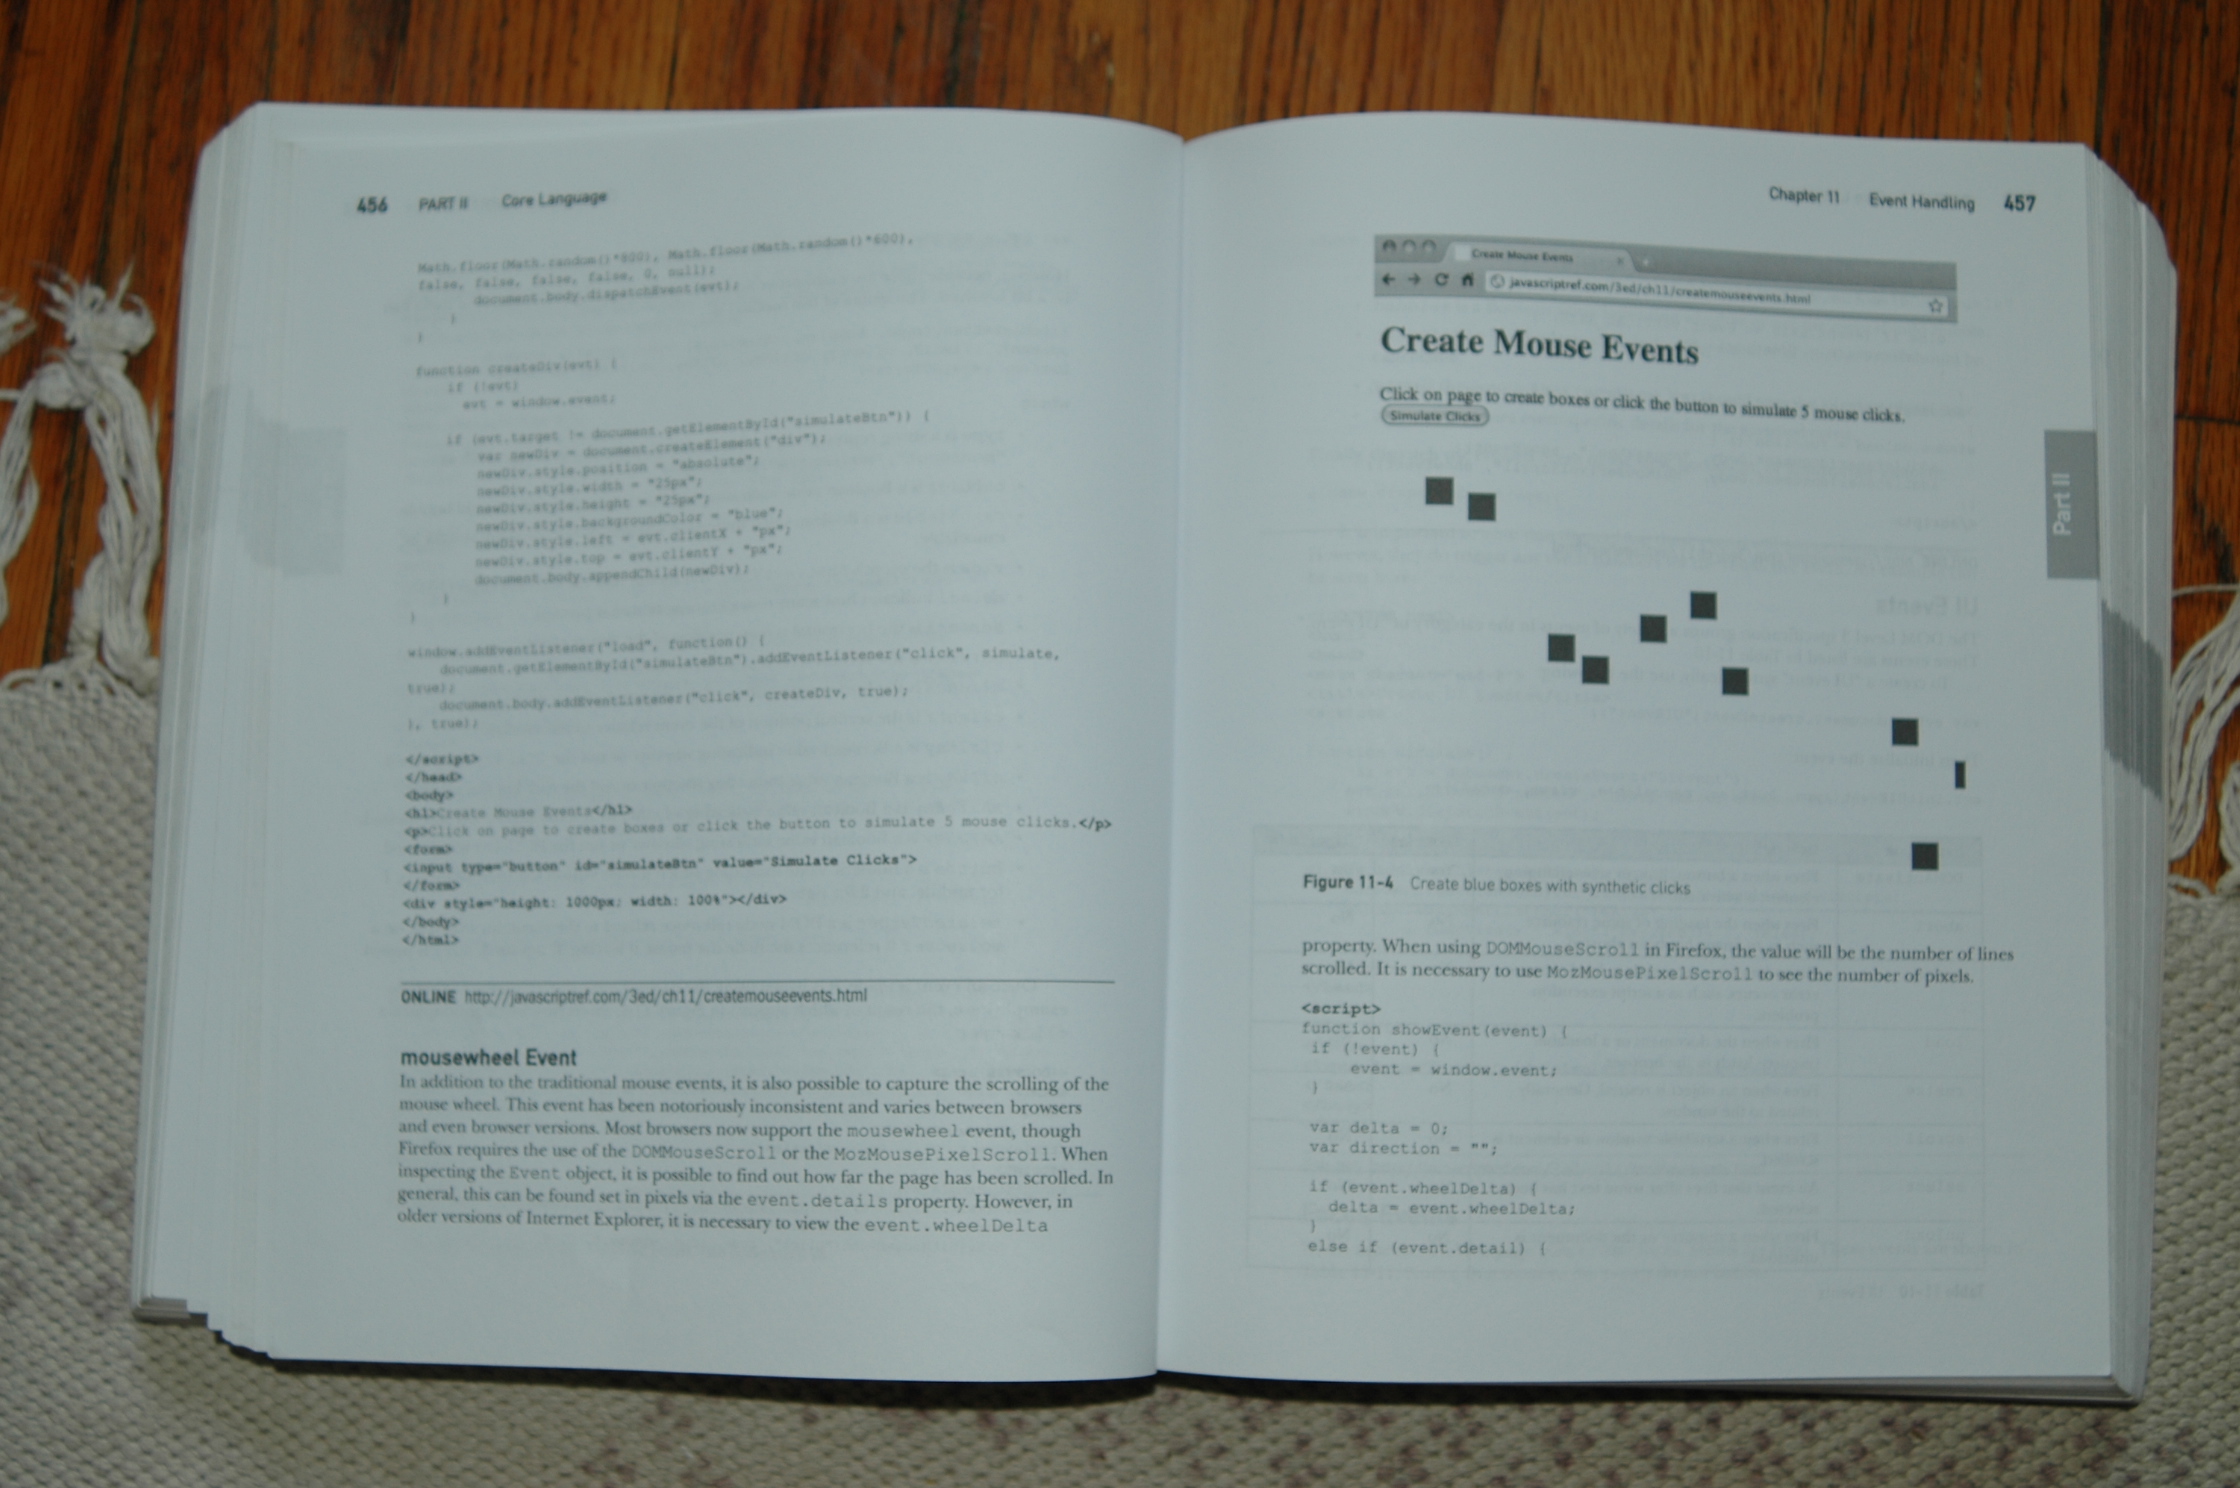 456 PART II Core Language
Math.floor(Math.random()*800), Math.floor(Math.random()*600),
false, false, false, false, 0, null);
document.body.dispatchEvent(evt);
}
}
function createDiv(evt) {
if (!evt)
evt = window.event;
if (evt.target != document.getElementById("simulateBtn")) {
var newDiv = document.createElement("div");
newDiv.style.position = "absolute";
newDiv.style.width = "25px";
newDiv.style.height = "25px";
newDiv.style.backgroundColor = "blue";
newDiv.style.left = evt.clientX + "px";
newDiv.style.top = evt.clientY + "px";
document.body.appendChild(newDiv);
}
}
window.addEventListener("load", function() {
document.getElementById("simulateBtn").addEventListener("click", simulate,
true);
document.body.addEventListener("click", createDiv, true);
}, true);
</script>
</head>
<body>
<h1>Create Mouse Events</h1>
<p>Click on page to create boxes or click the button to simulate 5 mouse clicks.</p>
<form>
<input type="button" id="simulateBtn" value="Simulate Clicks">
</form>
<div style="height: 1000px; width: 100%"></div>
</body>
</html>
ONLINE http://javascriptref.com/3ed/ch11/createmouseevents.html
mousewheel Event
In addition to the traditional mouse events, it is also possible to capture the scrolling of the
mouse wheel. This event has been notoriously inconsistent and varies between browsers
and even browser versions. Most browsers now support the mousewheel event, though
Firefox requires the use of the DOMMouseScroll or the MozMousePixelScroll. When
inspecting the Event object, it is possible to find out how far the page has been scrolled. In
general, this can be found set in pixels via the event.details property. However, in
older versions of Internet Explorer, it is necessary to view the event.wheelDelta
Chapter 11 Event Handling 457
Part II
Create Mouse Events
javascriptref.com/3ed/ch11/createmouseevents.html
Create Mouse Events
Click on page to create boxes or click the button to simulate 5 mouse clicks.
Simulate Clicks
Figure 11-4 Create blue boxes with synthetic clicks
property. When using DOMMouseScroll in Firefox, the value will be the number of lines
scrolled. It is necessary to use MozMousePixelScroll to see the number of pixels.
<script>
function showEvent(event) {
if (!event) {
event = window.event;
}
var delta = 0;
var direction = "";
if (event.wheelDelta) {
delta = event.wheelDelta;
}
else if (event.detail) {